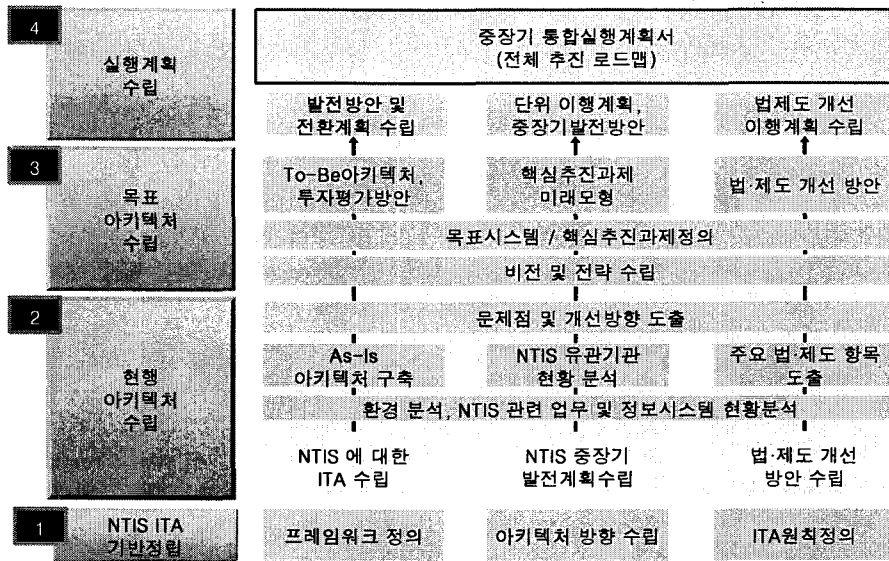 4
실행계획
수립
중장기 통합실행계획서
(전체 추진 로드맵)
발전방안 및
전환계획 수립
단위 이행계획,
중장기발전방안
법제도 개선
이행계획 수립
3
목표
아키텍처
수립
To-Be아키텍처,
투자평가방안
핵심추진과제
미래모형
법·제도 개선 방안
목표시스템 / 핵심추진과제정의
비전 및 전략 수립
2
현행
아키텍처
수립
문제점 및 개선방향 도출
As-Is
아키텍처 구축
NTIS 유관기관
현황 분석
주요 법·제도 항목
도출
환경 분석, NTIS 관련 업무 및 정보시스템 현황분석
NTIS 에 대한
ITA 수립
NTIS 중장기
발전계획수립
법·제도 개선
방안 수립
1
NTIS ITA
기반정립
프레임워크 정의
아키텍처 방향 수립
ITA원칙정의